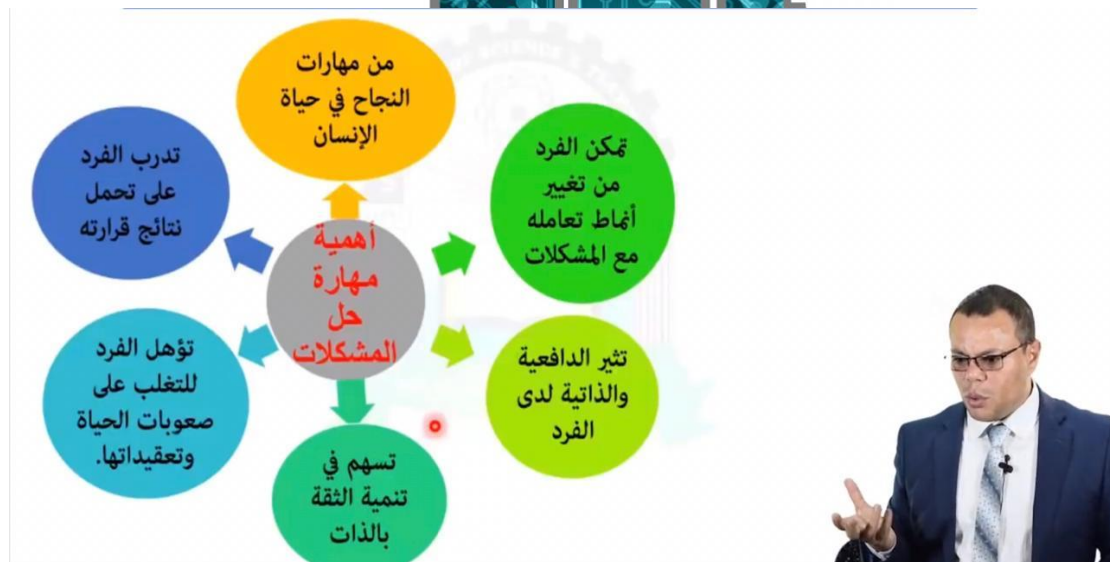 من مهارات
النجاح في حياة
الإنسان
تمكن الفرد
من تغيير
أنماط تعامله
مع المشكلات
تثير الدافعية
والذاتية لدى
الفرد
تسهم في
تنمية الثقة
بالذات
تؤهل الفرد
للتغلب على
صعوبات الحياة
وتعقيداتها.
تدرب الفرد
على تحمل
نتائج قرارته
أهمية
مهارة
حل
المشكلات